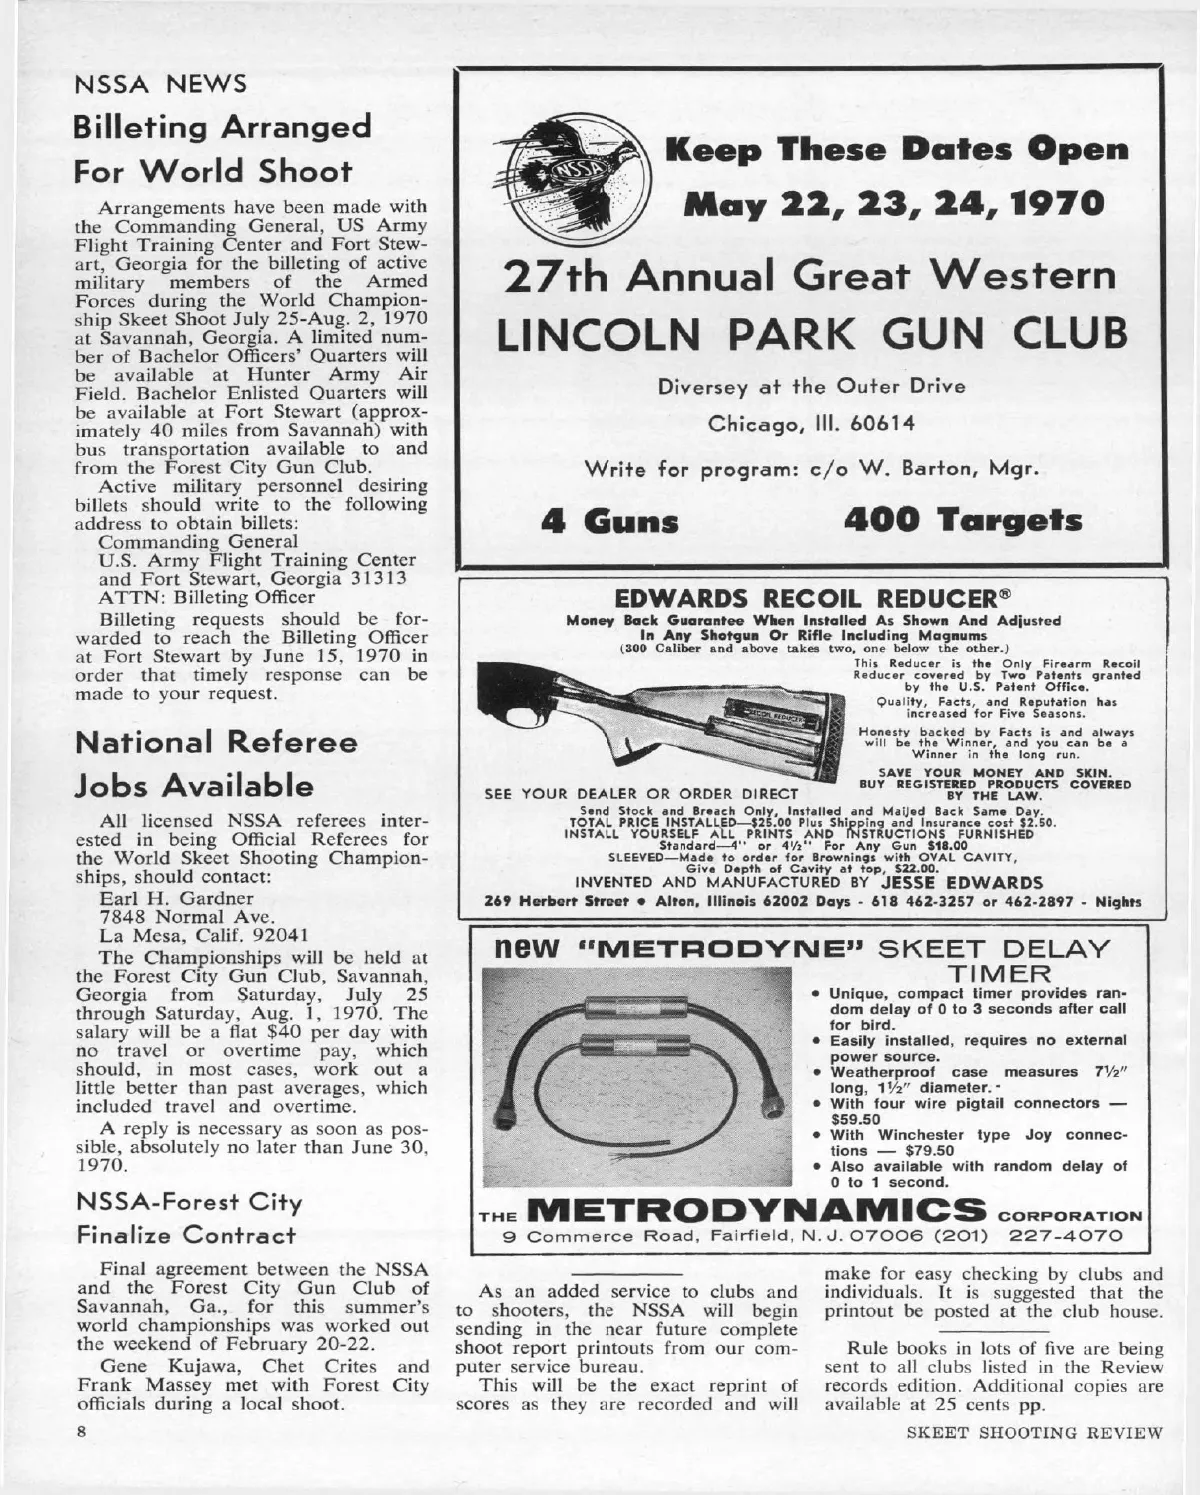 NSSA NEWS
Billeting Arranged
For World Shoot
Arrangements have been made with
the Commanding General, US Army
Flight Training Center and Fort Stew-
art, Georgia for the billeting of active
military members of the Armed
Forces during the World Champion-
ship Skeet Shoot July 25-Aug. 2, 1970
at Savannah, Georgia. A limited num-
ber of Bachelor Officers' Quarters will
be available at Hunter Army Air
Field. Bachelor Enlisted Quarters will
be available at Fort Stewart (approx-
imately 40 miles from Savannah) with
bus transportation available to and
from the Forest City Gun Club.
Active military personnel desiring
billets should write to the following
address to obtain billets:
Commanding General
U.S. Army Flight Training Center
and Fort Stewart, Georgia 31313
ATTN: Billeting Officer
Billeting requests should be for-
warded to reach the Billeting Officer
at Fort Stewart by June 15, 1970 in
order that timely response can be
made to your request.
National Referee
Jobs Available
All licensed NSSA referees inter-
ested in being Official Referees for
the World Skeet Shooting Champion-
ships, should contact:
Earl H. Gardner
7848 Normal Ave.
La Mesa, Calif. 92041
The Championships will be held at
the Forest City Gun Club, Savannah,
Georgia from Saturday, July 25
through Saturday, Aug. 1, 1970. The
salary will be a flat $40 per day with
no travel or overtime pay, which
should, in most cases, work out a
little better than past averages, which
included travel and overtime.
A reply is necessary as soon as pos-
sible, absolutely no later than June 30,
1970.
NSSA-Forest City
Finalize Contract
Final agreement between the NSSA
and the Forest City Gun Club of
Savannah, Ga., for this summer's
world championships was worked out
the weekend of February 20-22.
Gene Kujawa, Chet Crites and
Frank Massey met with Forest City
officials during a local shoot.
NSSA
Keep These Dates Open
May 22, 23, 24, 1970
27th Annual Great Western
LINCOLN PARK GUN CLUB
Diversey at the Outer Drive
Chicago, Ill. 60614
Write for program: c/o W. Barton, Mgr.
4 Guns 400 Targets
EDWARDS RECOIL REDUCER®
Money Back Guarantee When Installed As Shown And Adjusted
In Any Shotgun Or Rifle Including Magnums
(300 Caliber and above takes two, one below the other.)
This Reducer is the Only Firearm Recoil
Reducer covered by Two Patents granted
by the U.S. Patent Office.
Quality, Facts, and Reputation has
increased for Five Seasons.
Honesty backed by Facts is and always
will be the Winner, and you can be a
Winner in the long run.
SAVE YOUR MONEY AND SKIN.
BUY REGISTERED PRODUCTS COVERED
BY THE LAW.
RECOIL REDUCER
SEE YOUR DEALER OR ORDER DIRECT
Send Stock and Breach Only, Installed and Mailed Back Same Day.
TOTAL PRICE INSTALLED—$25.00 Plus Shipping and Insurance cost $2.50.
INSTALL YOURSELF ALL PRINTS AND INSTRUCTIONS FURNISHED
Standard—4" or 4½" For Any Gun $18.00
SLEEVED—Made to order for Brownings with OVAL CAVITY,
Give Depth of Cavity at top, $22.00.
INVENTED AND MANUFACTURED BY JESSE EDWARDS
269 Herbert Street • Alton, Illinois 62002 Days - 618 462-3257 or 462-2897 - Nights
new "METRODYNE" SKEET DELAY
TIMER
• Unique, compact timer provides ran-
dom delay of 0 to 3 seconds after call
for bird.
• Easily installed, requires no external
power source.
• Weatherproof case measures 7½"
long, 1½" diameter.
• With four wire pigtail connectors —
$59.50
• With Winchester type Joy connec-
tions — $79.50
• Also available with random delay of
0 to 1 second.
THE METRODYNAMICS CORPORATION
9 Commerce Road, Fairfield, N. J. 07006 (201) 227-4070
As an added service to clubs and
to shooters, the NSSA will begin
sending in the near future complete
shoot report printouts from our com-
puter service bureau.
This will be the exact reprint of
scores as they are recorded and will
make for easy checking by clubs and
individuals. It is suggested that the
printout be posted at the club house.
Rule books in lots of five are being
sent to all clubs listed in the Review
records edition. Additional copies are
available at 25 cents pp.
8
SKEET SHOOTING REVIEW